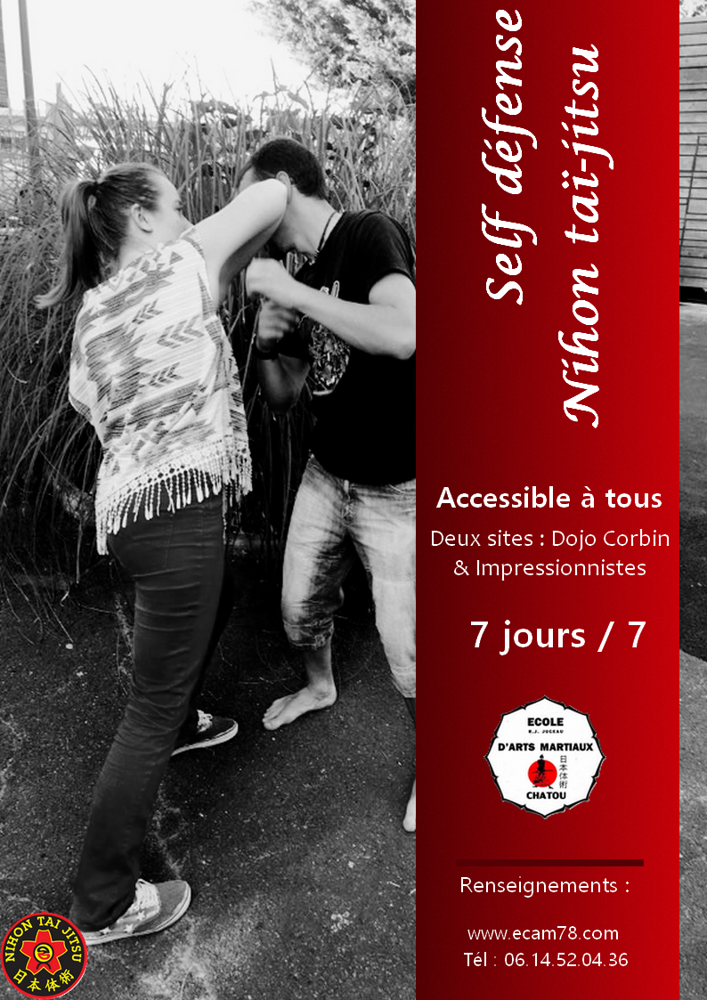 Self défense
Nihon taï-jitsu
Accessible à tous
Deux sites : Dojo Corbin
& Impressionnistes
7 jours / 7
ECOLE
R.J. JUGEAU
D'ARTS MARTIAUX
日本体術
CHATOU
Renseignements :
www.ecam78.com
Tél : 06.14.52.04.36
NIHON TAI JITSU
日本体術